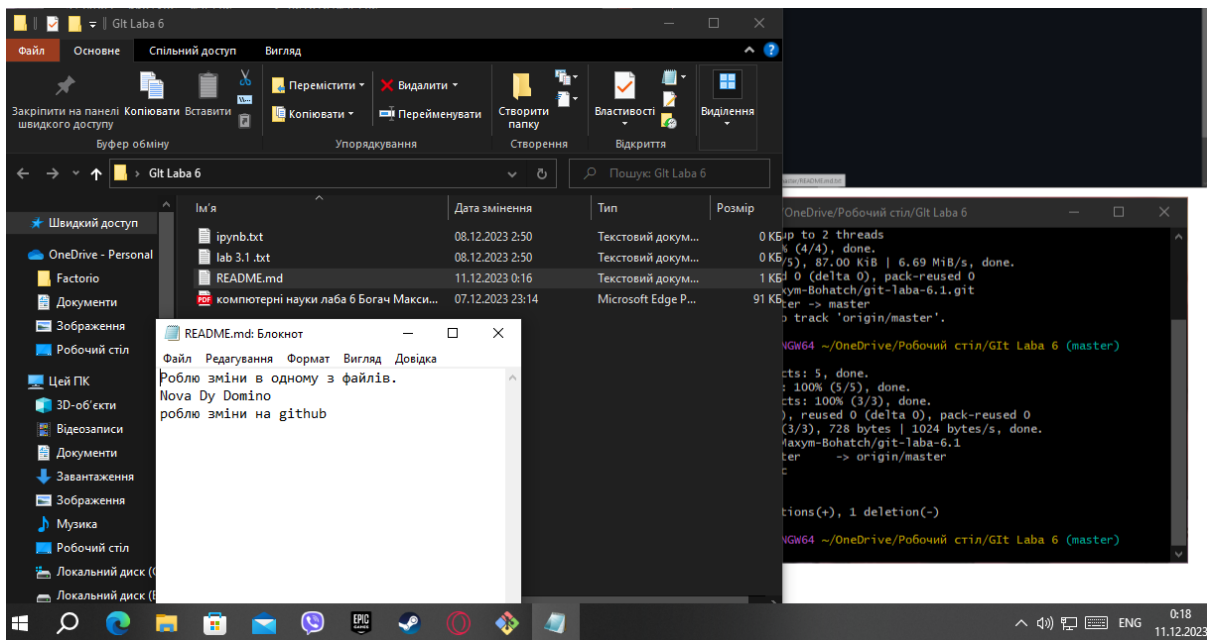 GIt Laba 6
Файл Основне Спільний доступ Вигляд
Закріпити на панелі швидкого доступу
Копіювати
Вставити
Перемістити
Копіювати
Видалити
Перейменувати
Створити папку
Властивості
Виділення
Буфер обміну Упорядкування Створення Відкриття
GIt Laba 6
Пошук: GIt Laba 6
Ім'я Дата змінення Тип Розмір
ipynb.txt 08.12.2023 2:50 Текстовий докум... 0 КБ
lab 3.1 .txt 08.12.2023 2:50 Текстовий докум... 0 КБ
README.md 11.12.2023 0:16 Текстовий докум... 1 КБ
компютерні науки лаба 6 Богач Макси... 07.12.2023 23:14 Microsoft Edge P... 91 КБ
Швидкий доступ
OneDrive - Personal
Factorio
Документи
Зображення
Робочий стіл
Цей ПК
3D-об'єкти
Відеозаписи
Документи
Завантаження
Зображення
Музика
Робочий стіл
Локальний диск (
Локальний диск (
README.md: Блокнот
Файл Редагування Формат Вигляд Довідка
Роблю зміни в одному з файлів.
Nova Dy Domino
роблю зміни на github
/OneDrive/Робочий стіл/GIt Laba 6
up to 2 threads
(4/4), done.
/5), 87.00 KiB | 6.69 MiB/s, done.
d 0 (delta 0), pack-reused 0
xym-Bohatch/git-laba-6.1.git
ter -> master
track 'origin/master'.
NGW64 ~/OneDrive/Робочий стіл/GIt Laba 6 (master)
cts: 5, done.
: 100% (5/5), done.
cts: 100% (3/3), done.
), reused 0 (delta 0), pack-reused 0
(3/3), 728 bytes | 1024 bytes/s, done.
Maxym-Bohatch/git-laba-6.1
ter -> origin/master
tions(+), 1 deletion(-)
NGW64 ~/OneDrive/Робочий стіл/GIt Laba 6 (master)
EPIC GAMES
ENG
0:18
11.12.2023